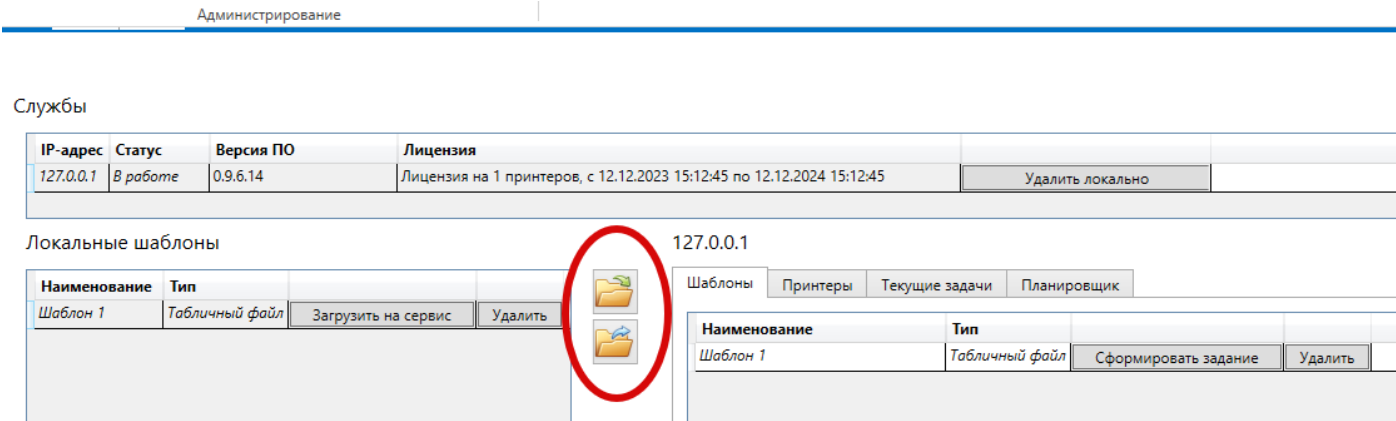 Администрирование
Службы
IP-адрес Статус Версия ПО Лицензия
127.0.0.1 В работе 0.9.6.14 Лицензия на 1 принтеров, с 12.12.2023 15:12:45 по 12.12.2024 15:12:45 Удалить локально
Локальные шаблоны
Наименование Тип
Шаблон 1 Табличный файл Загрузить на сервис Удалить
127.0.0.1
Шаблоны Принтеры Текущие задачи Планировщик
Наименование Тип
Шаблон 1 Табличный файл Сформировать задание Удалить